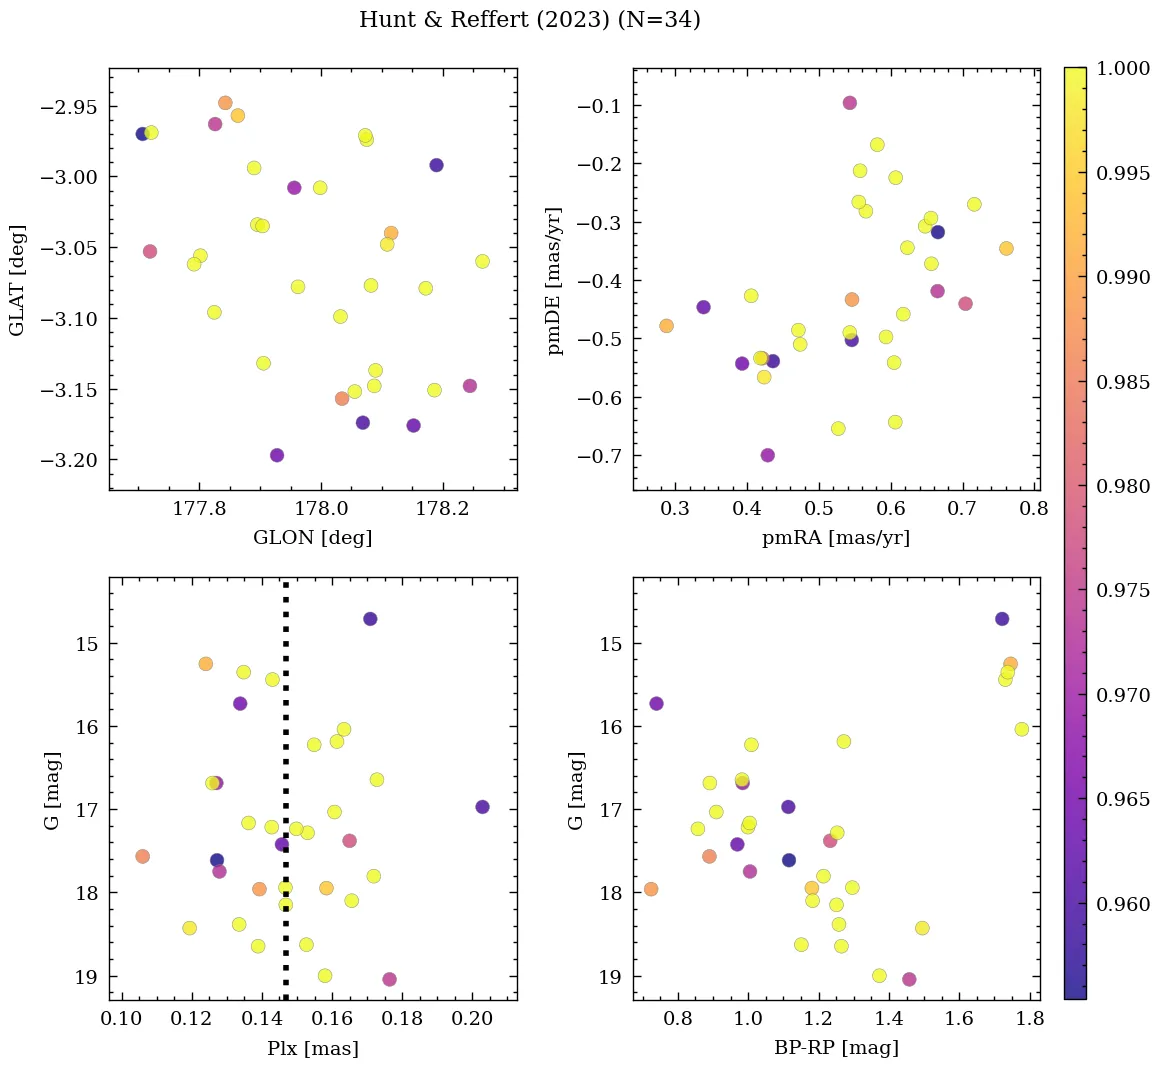 Hunt & Reffert (2023) (N=34)
−2.95
−3.00
−3.05
−3.10
−3.15
−3.20
GLAT [deg]
177.8 178.0 178.2
GLON [deg]
−0.1
−0.2
−0.3
−0.4
−0.5
−0.6
−0.7
pmDE [mas/yr]
0.3 0.4 0.5 0.6 0.7 0.8
pmRA [mas/yr]
15
16
17
18
19
G [mag]
0.10 0.12 0.14 0.16 0.18 0.20
Plx [mas]
15
16
17
18
19
G [mag]
0.8 1.0 1.2 1.4 1.6 1.8
BP-RP [mag]
1.000
0.995
0.990
0.985
0.980
0.975
0.970
0.965
0.960